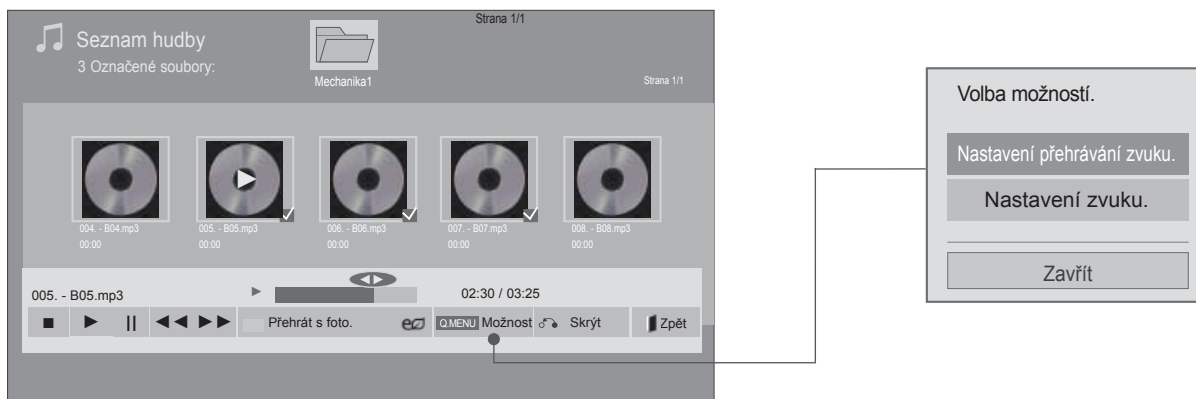 Strana 1/1
Seznam hudby
3 Označené soubory:
Mechanika1
Strana 1/1
004. - B04.mp3
00:00
005. - B05.mp3
00:00
006. - B06.mp3
00:00
007. - B07.mp3
00:00
008. - B08.mp3
00:00
005. - B05.mp3
02:30 / 03:25
Přehrát s foto.
Q.MENU Možnost
Skrýt
Zpět
Volba možností.
Nastavení přehrávání zvuku.
Nastavení zvuku.
Zavřít